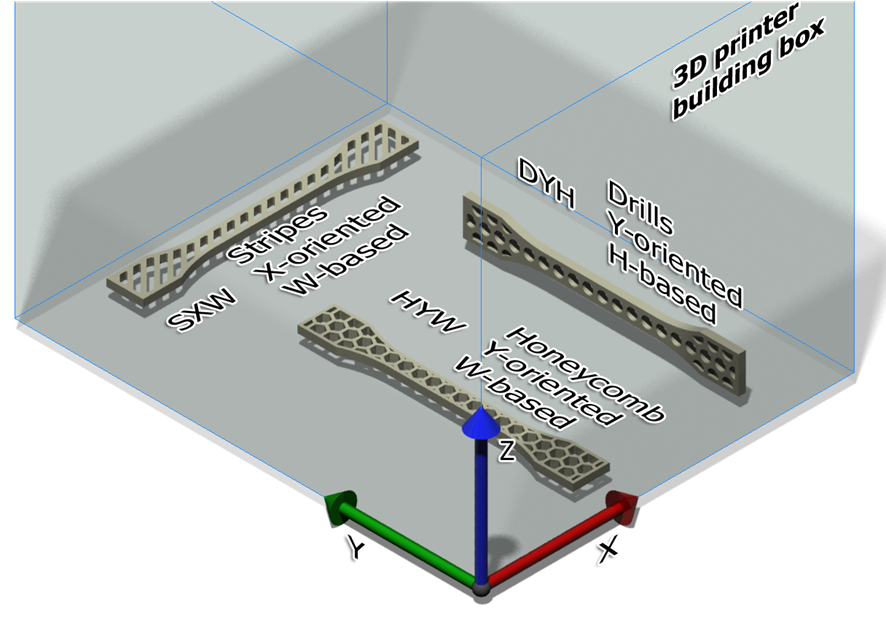 3D printer
building box
DYH
Drills
Y-oriented
H-based
Stripes
X-oriented
W-based
SXW
HYW
Honeycomb
Y-oriented
W-based
Z
Y
X